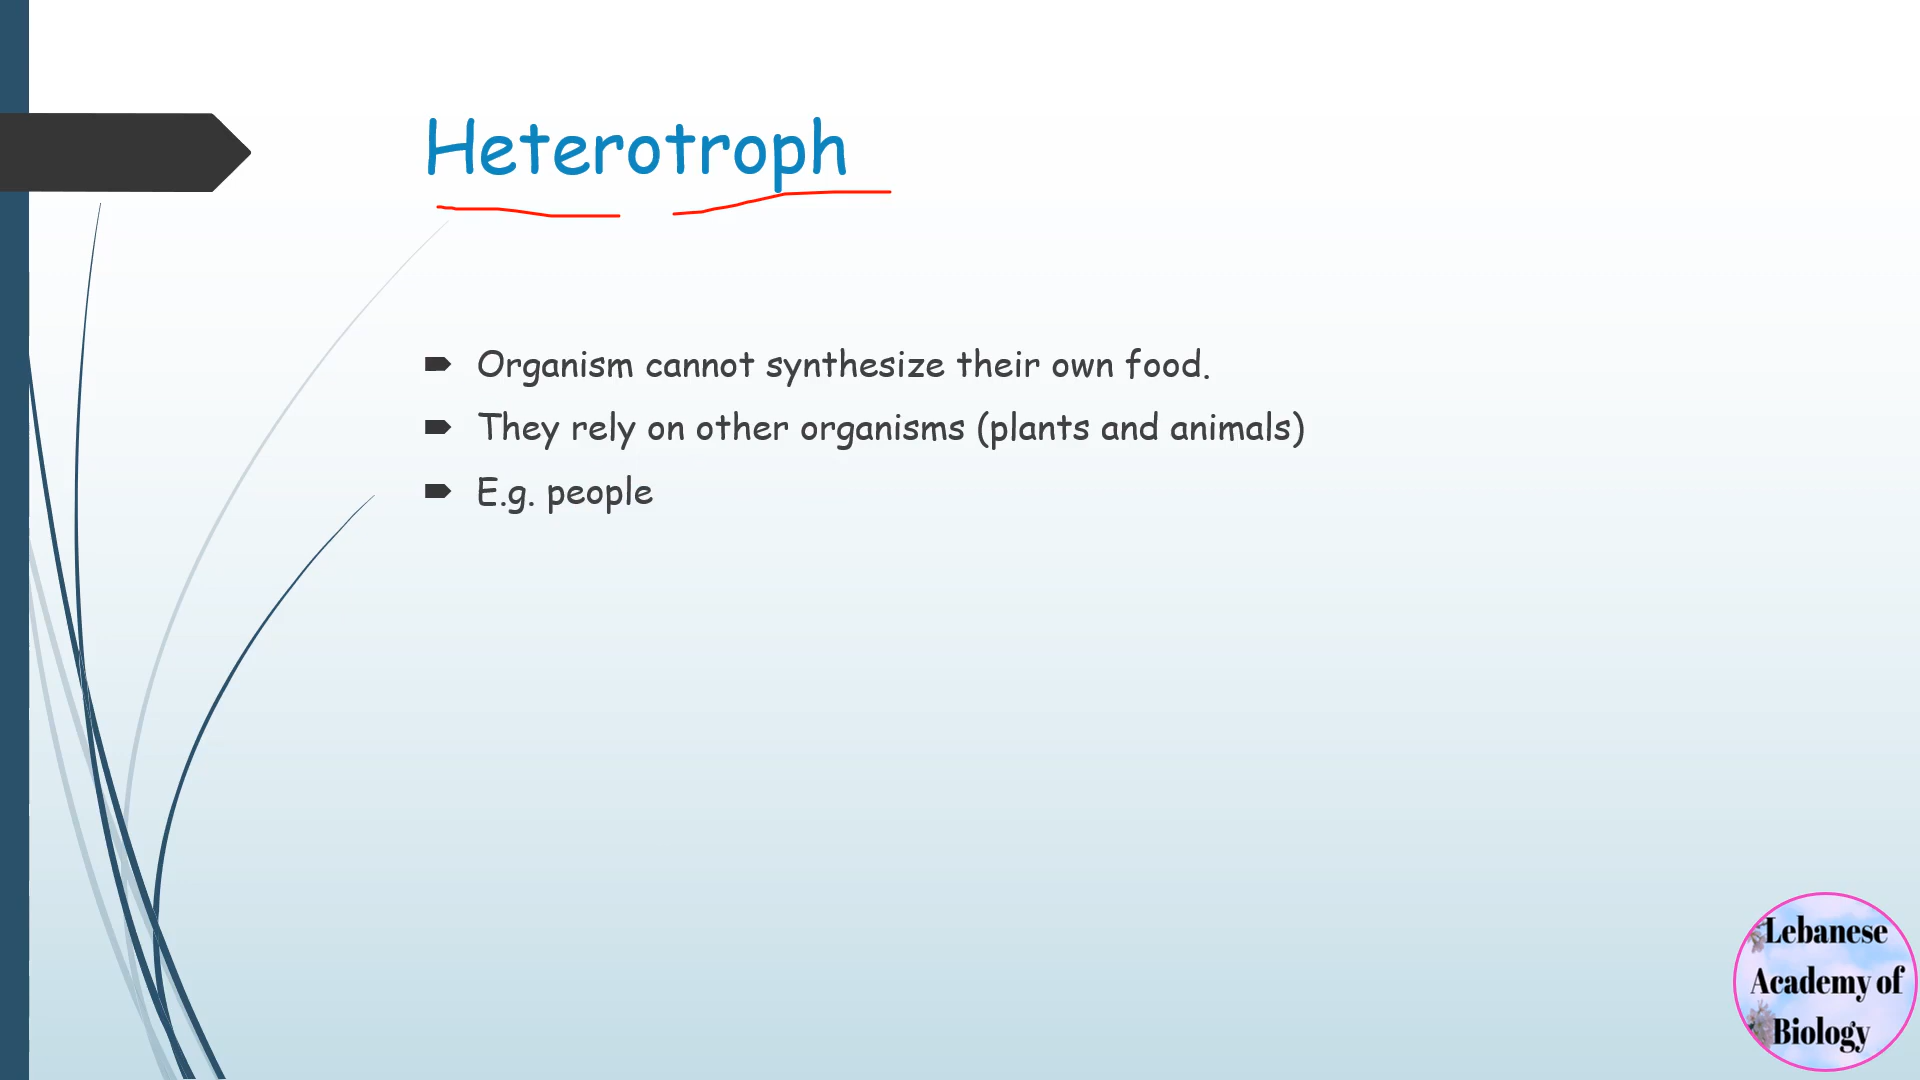 Heterotroph
Organism cannot synthesize their own food.
They rely on other organisms (plants and animals)
E.g. people
Lebanese
Academy of
Biology